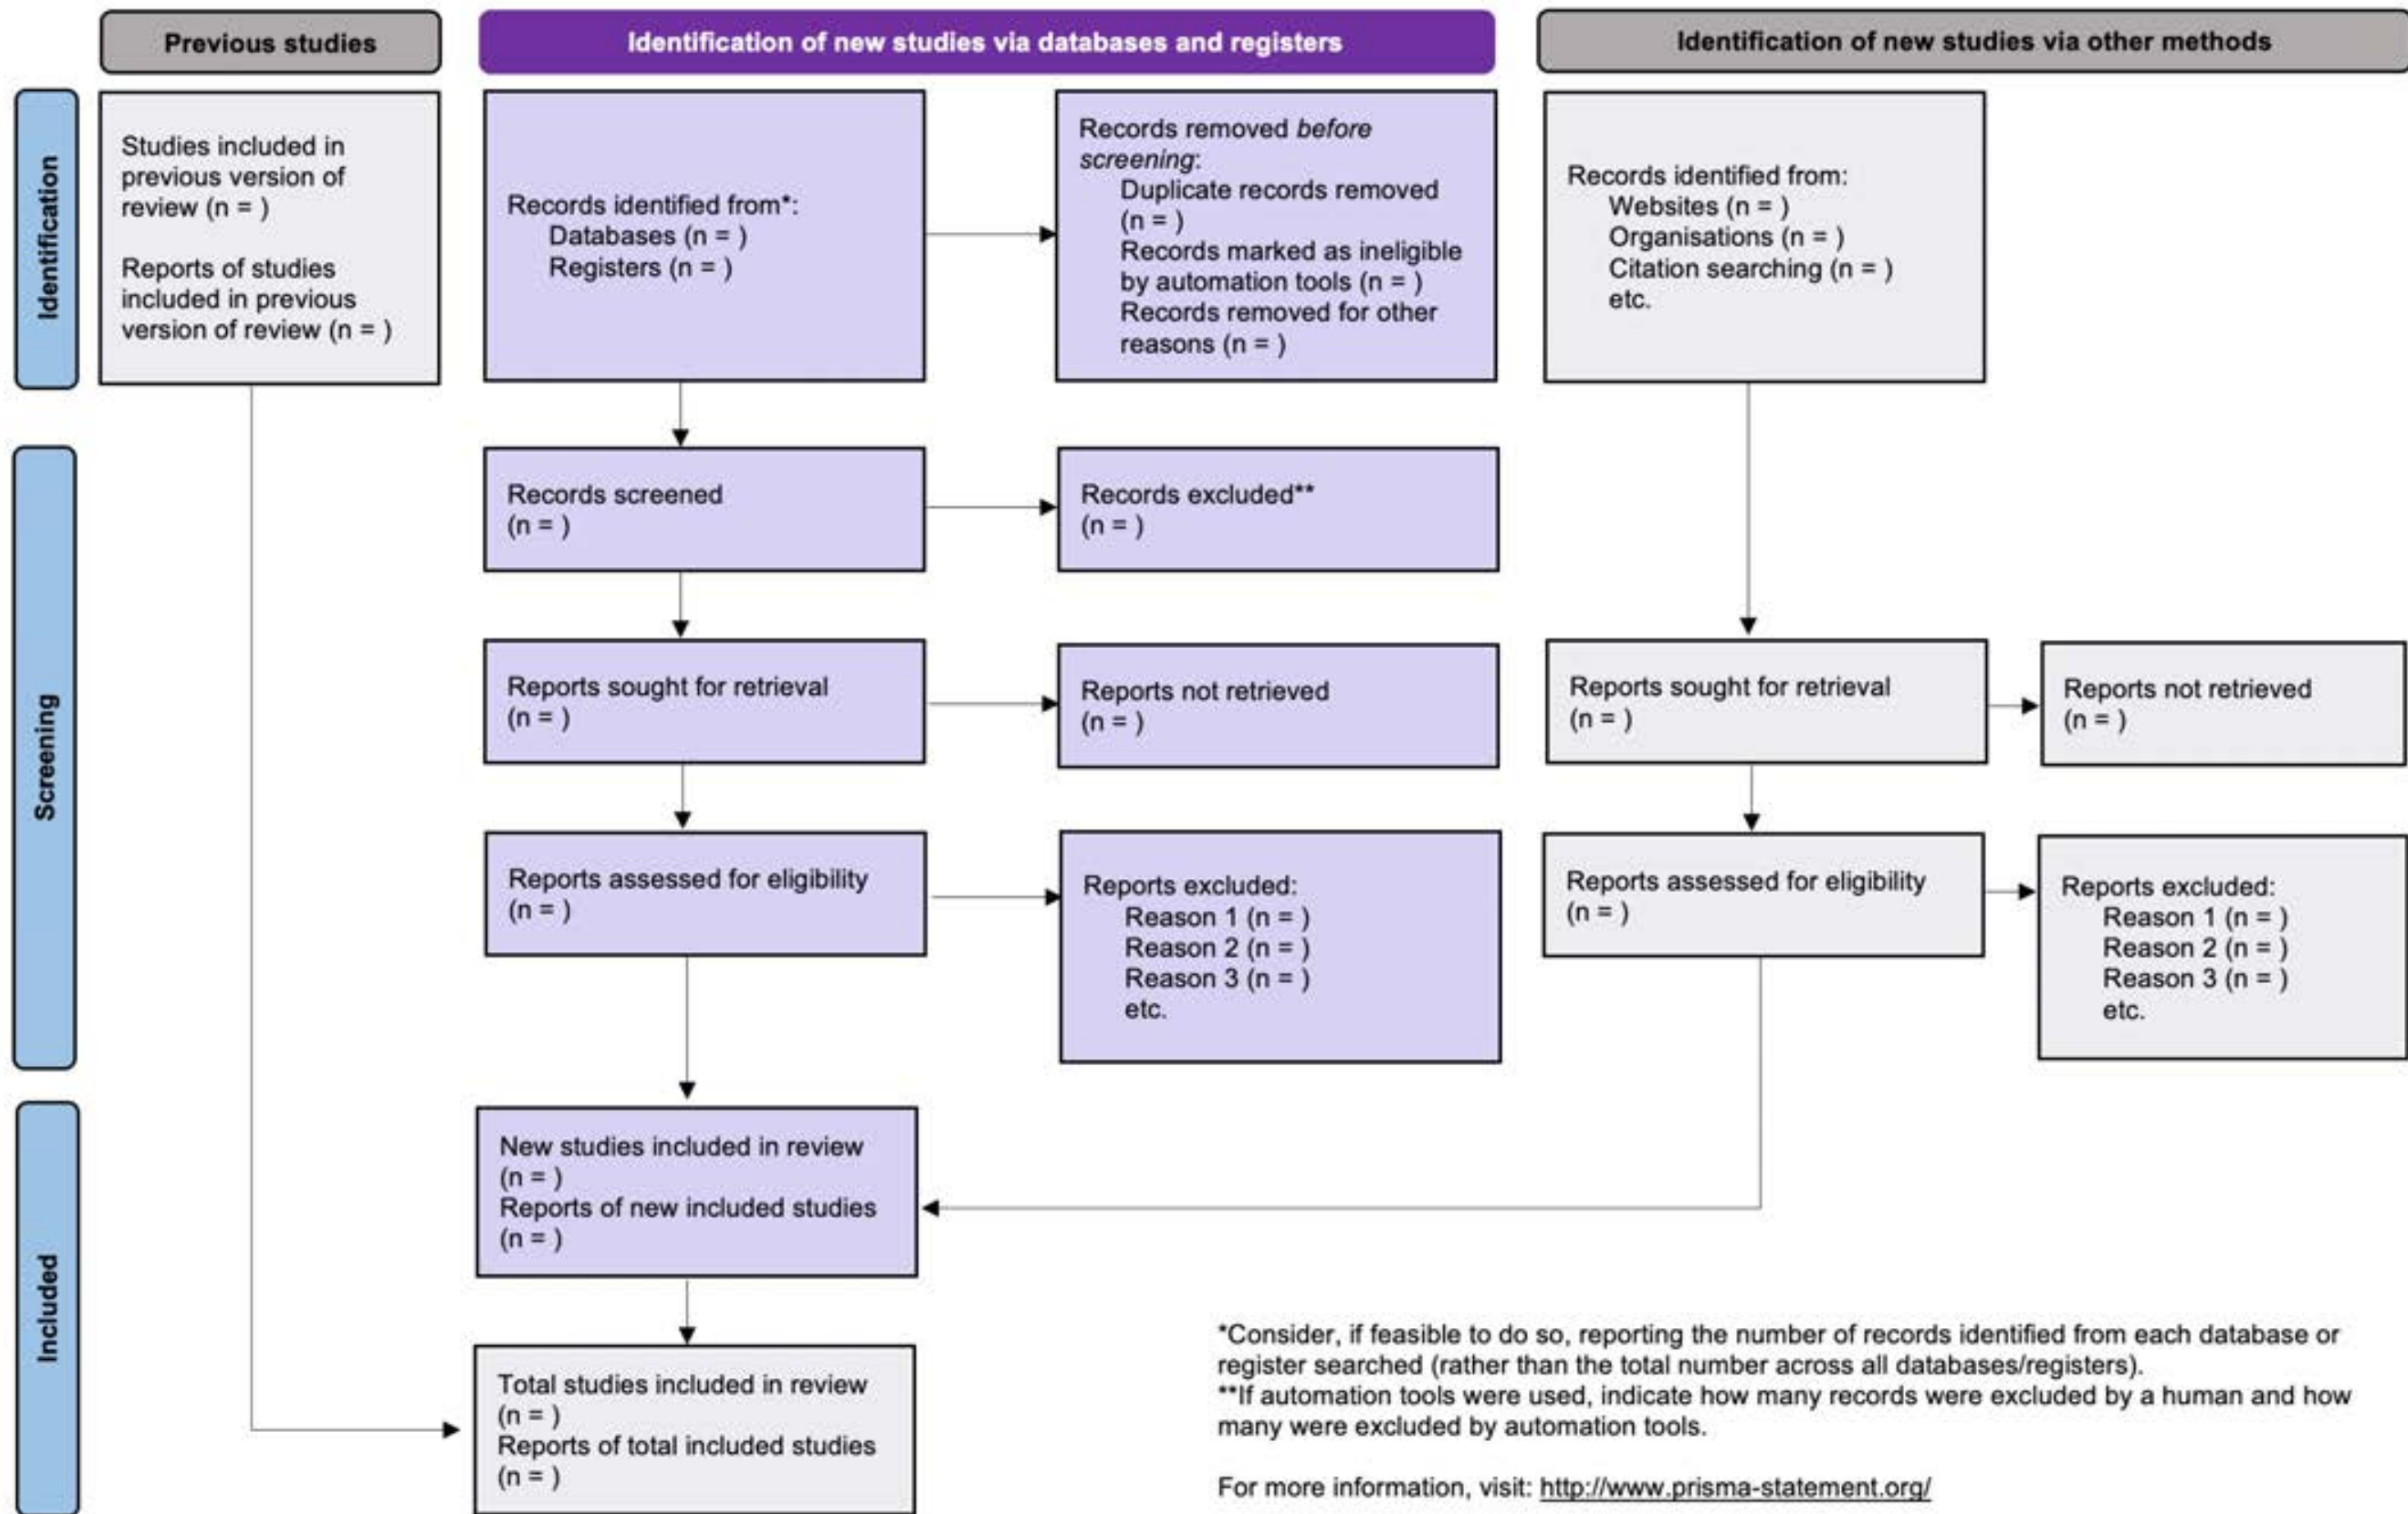 Previous studies
Identification of new studies via databases and registers
Identification of new studies via other methods
Identification
Studies included in
previous version of
review (n = )
Reports of studies
included in previous
version of review (n = )
Records identified from*:
Databases (n = )
Registers (n = )
Records removed before
screening:
Duplicate records removed
(n = )
Records marked as ineligible
by automation tools (n = )
Records removed for other
reasons (n = )
Records identified from:
Websites (n = )
Organisations (n = )
Citation searching (n = )
etc.
Screening
Records screened
(n = )
Records excluded**
(n = )
Reports sought for retrieval
(n = )
Reports not retrieved
(n = )
Reports sought for retrieval
(n = )
Reports not retrieved
(n = )
Reports assessed for eligibility
(n = )
Reports excluded:
Reason 1 (n = )
Reason 2 (n = )
Reason 3 (n = )
etc.
Reports assessed for eligibility
(n = )
Reports excluded:
Reason 1 (n = )
Reason 2 (n = )
Reason 3 (n = )
etc.
Included
New studies included in review
(n = )
Reports of new included studies
(n = )
Total studies included in review
(n = )
Reports of total included studies
(n = )
*Consider, if feasible to do so, reporting the number of records identified from each database or
register searched (rather than the total number across all databases/registers).
**If automation tools were used, indicate how many records were excluded by a human and how
many were excluded by automation tools.
For more information, visit: http://www.prisma-statement.org/